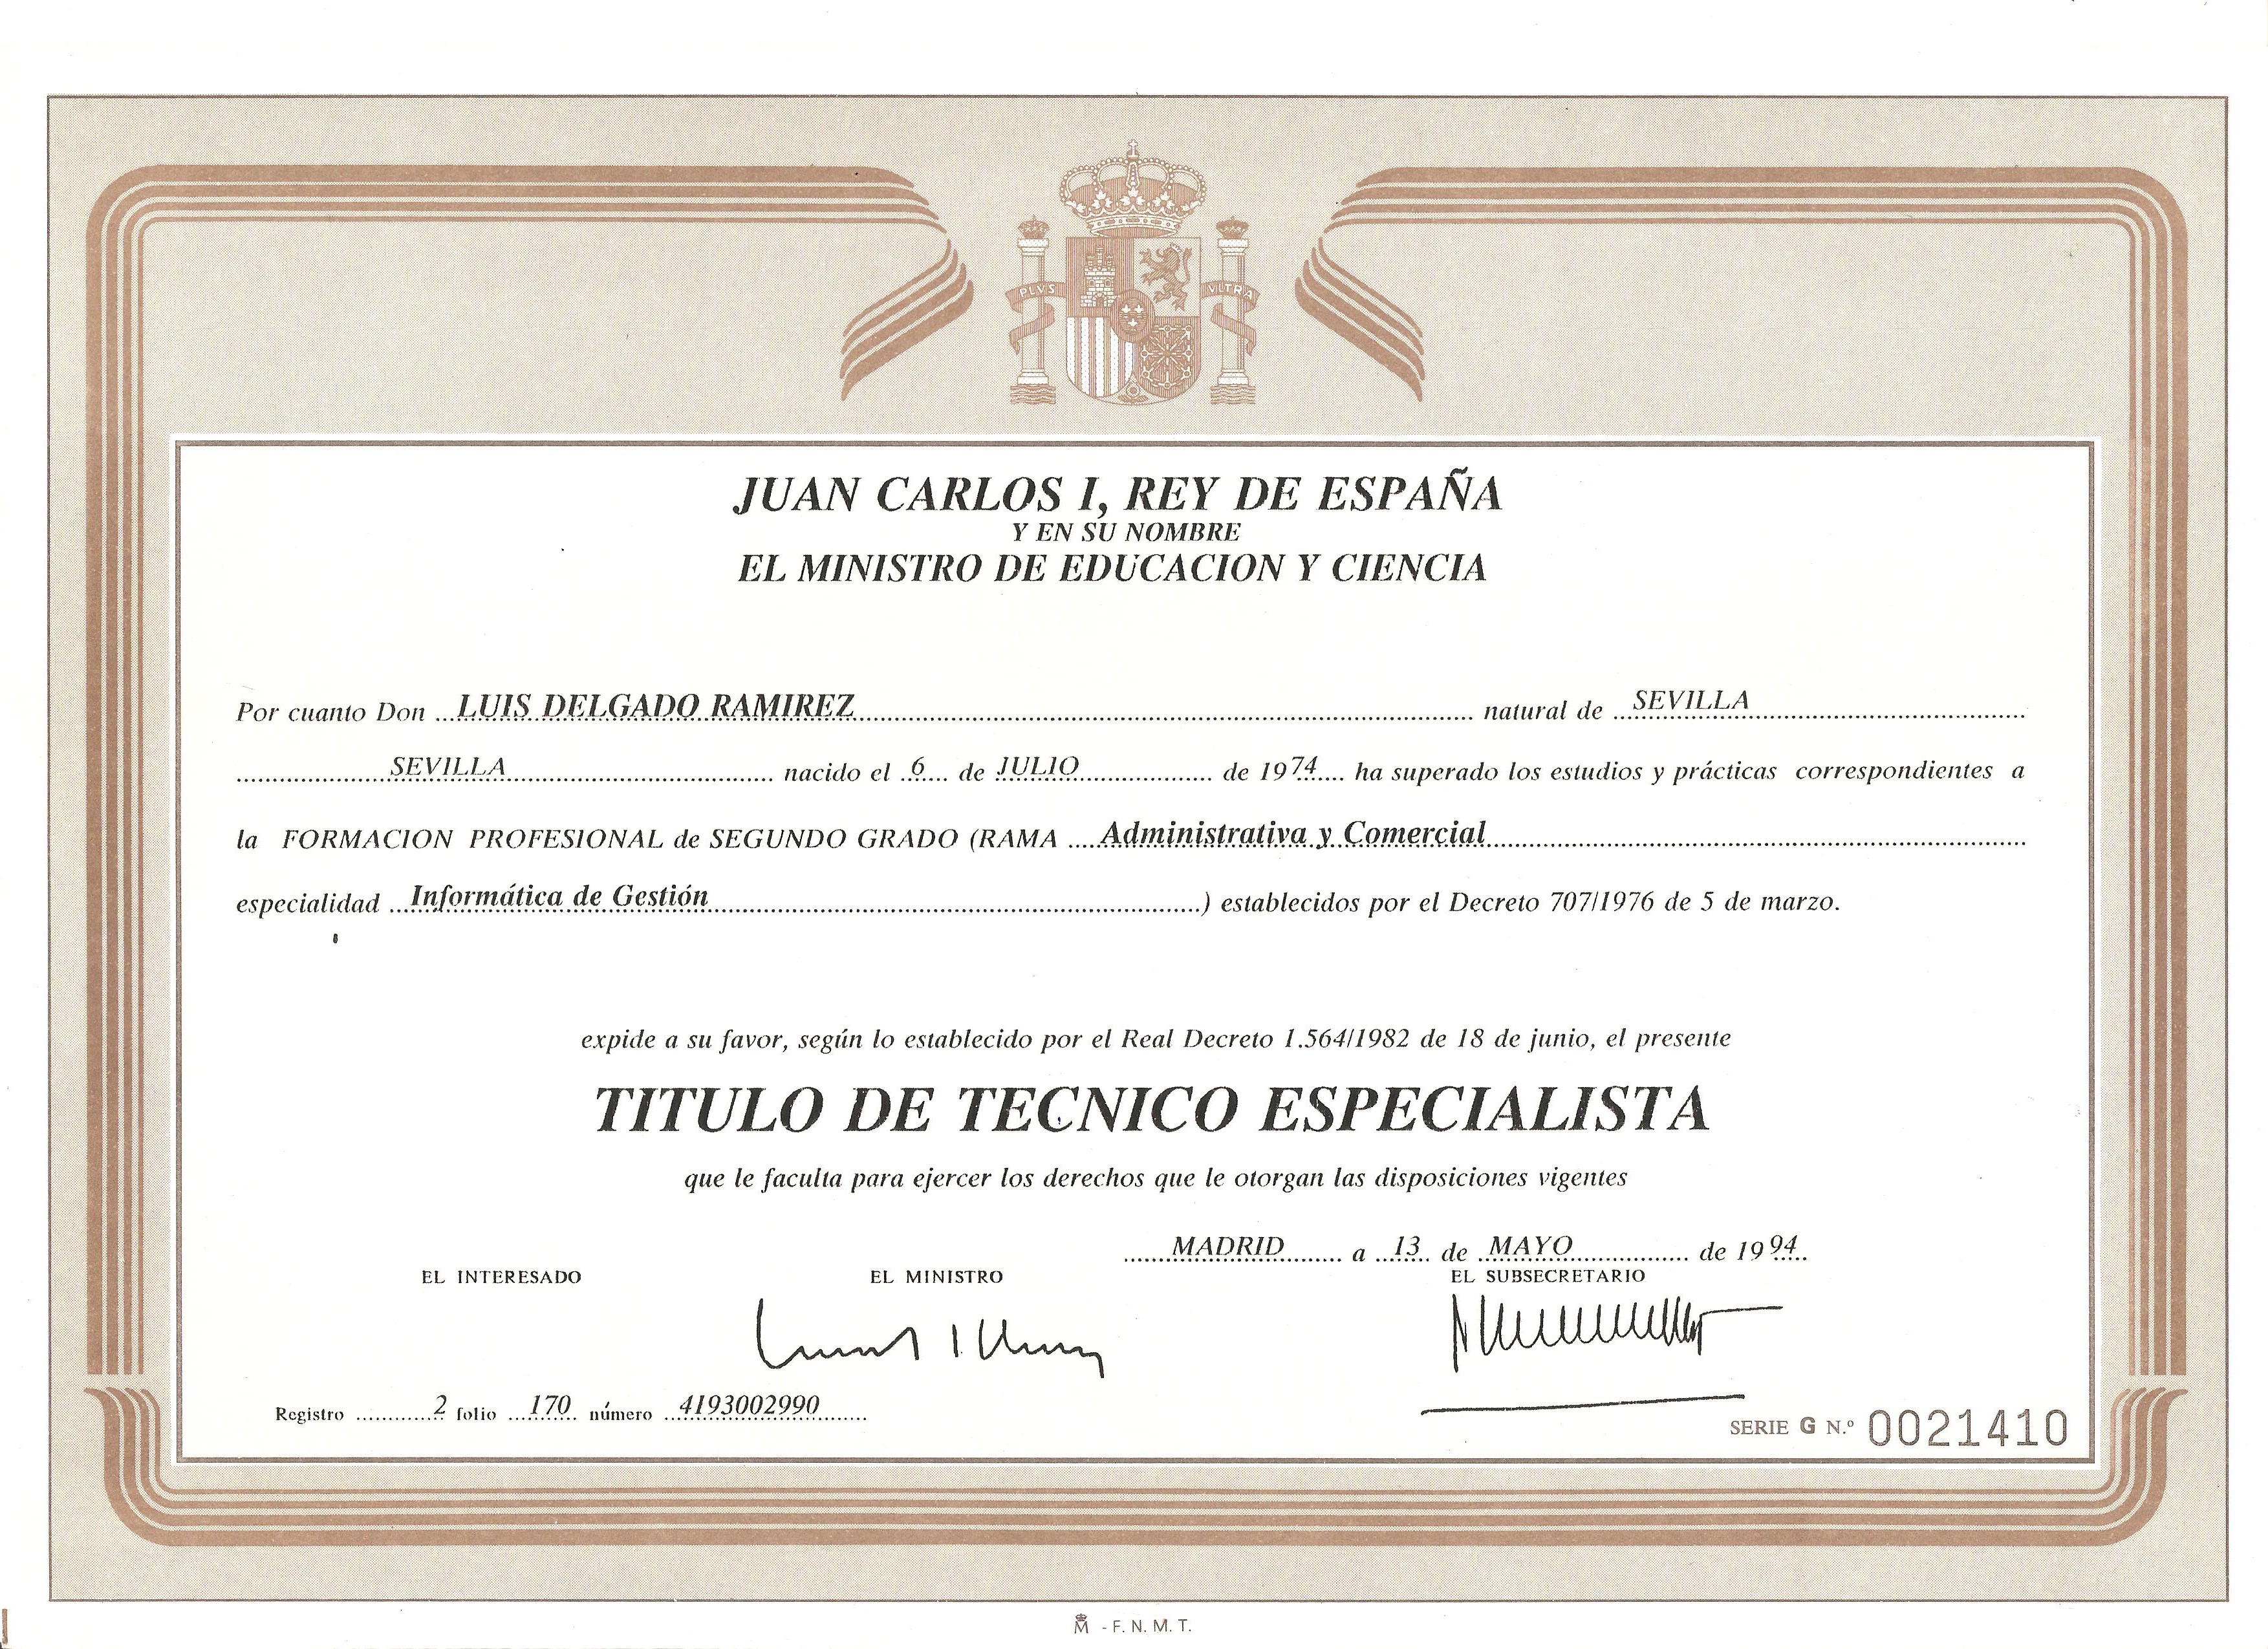 PLVS VLTRA
JUAN CARLOS I, REY DE ESPAÑA
Y EN SU NOMBRE
EL MINISTRO DE EDUCACION Y CIENCIA
Por cuanto Don LUIS DELGADO RAMIREZ natural de SEVILLA
SEVILLA nacido el 6 de JULIO de 1974 ha superado los estudios y prácticas correspondientes a
la FORMACION PROFESIONAL de SEGUNDO GRADO (RAMA Administrativa y Comercial
especialidad Informática de Gestión) establecidos por el Decreto 707/1976 de 5 de marzo.
expide a su favor, según lo establecido por el Real Decreto 1.564/1982 de 18 de junio, el presente
TITULO DE TECNICO ESPECIALISTA
que le faculta para ejercer los derechos que le otorgan las disposiciones vigentes
MADRID a 13 de MAYO de 1994
EL INTERESADO EL MINISTRO EL SUBSECRETARIO
Registro 2 folio 170 número 4193002990
SERIE G N.º 0021410
M - F. N. M. T.